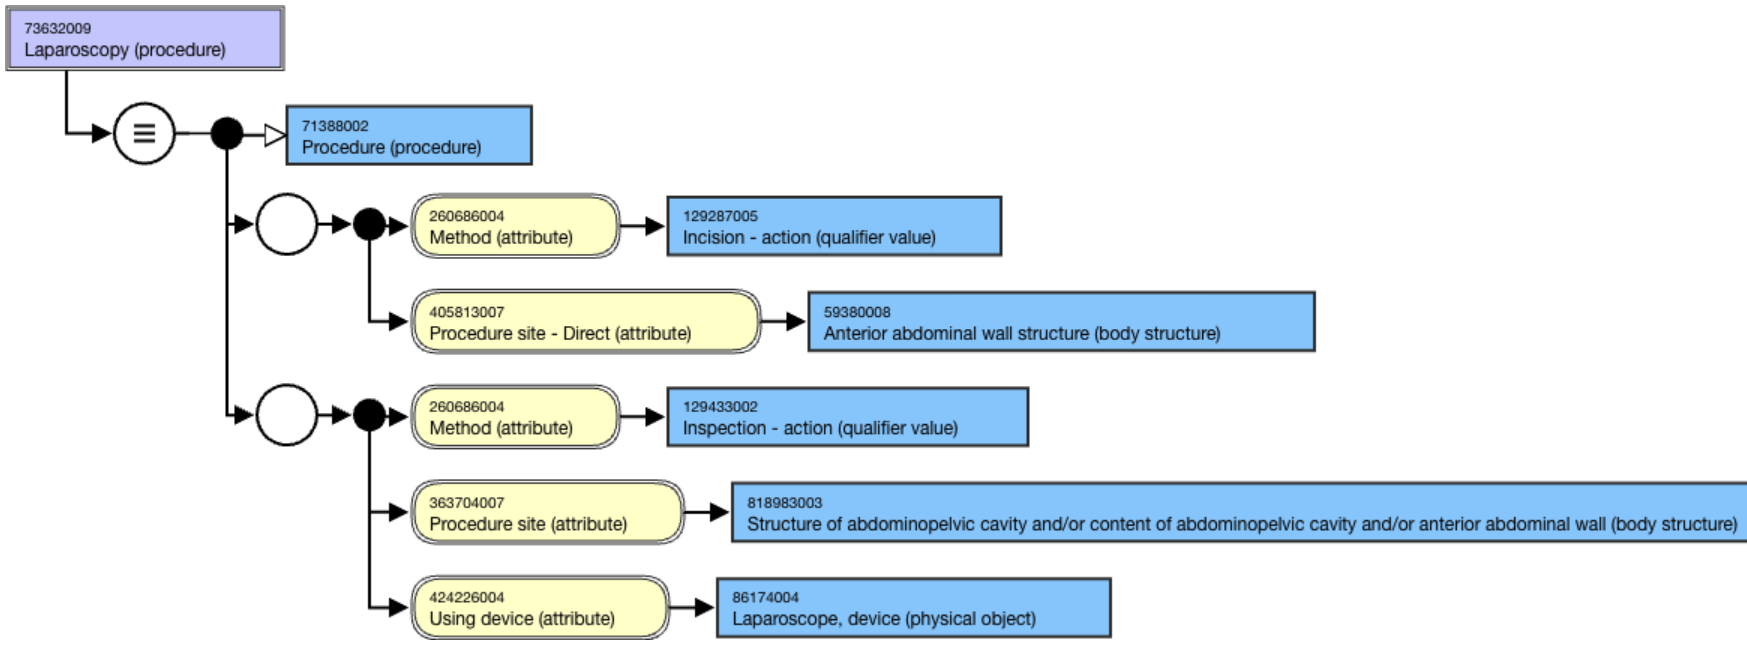 73632009
Laparoscopy (procedure)
71388002
Procedure (procedure)
260686004
Method (attribute)
129287005
Incision - action (qualifier value)
405813007
Procedure site - Direct (attribute)
59380008
Anterior abdominal wall structure (body structure)
260686004
Method (attribute)
129433002
Inspection - action (qualifier value)
363704007
Procedure site (attribute)
818983003
Structure of abdominopelvic cavity and/or content of abdominopelvic cavity and/or anterior abdominal wall (body structure)
424226004
Using device (attribute)
86174004
Laparoscope, device (physical object)